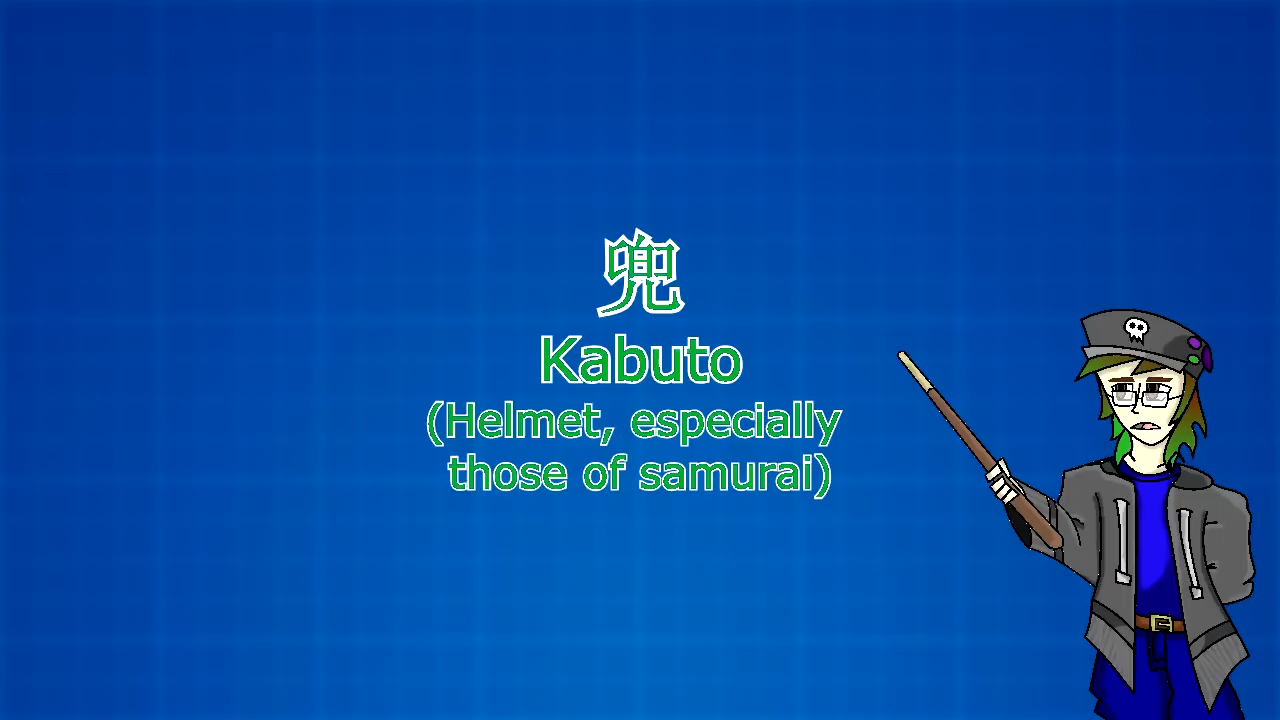 兜
Kabuto
(Helmet, especially
those of samurai)